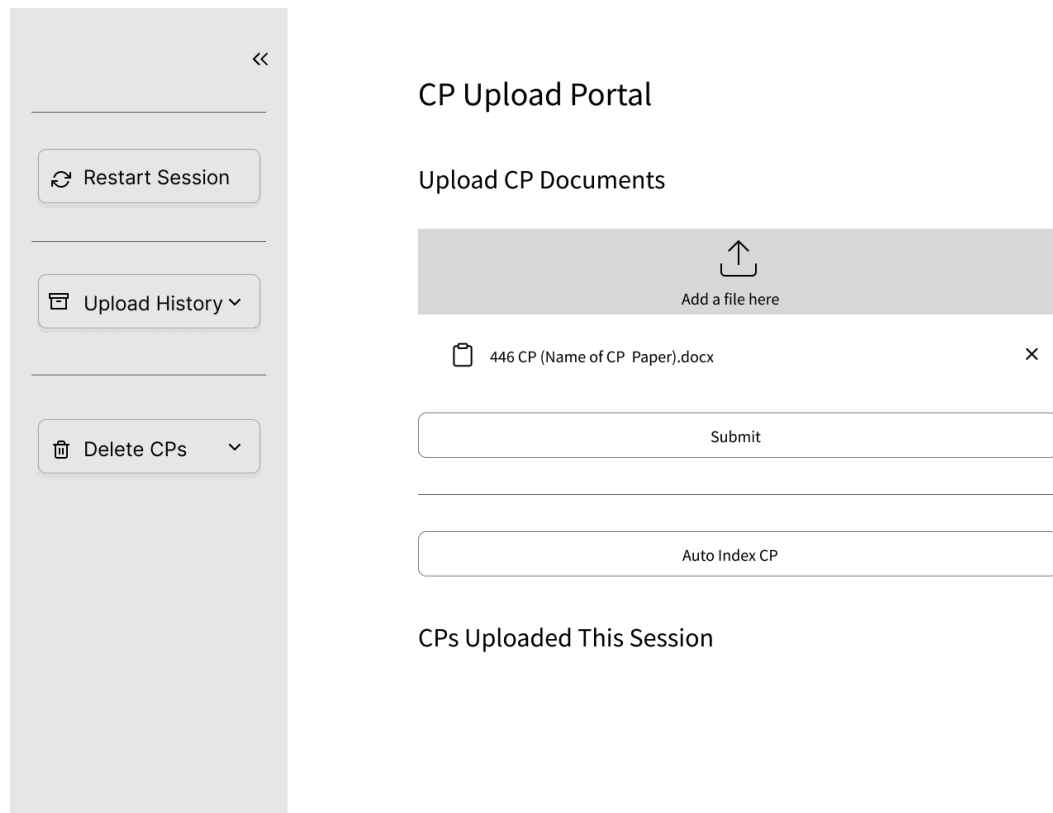 Restart Session
Upload History
Delete CPs
CP Upload Portal
Upload CP Documents
Add a file here
446 CP (Name of CP Paper).docx
Submit
Auto Index CP
CPs Uploaded This Session